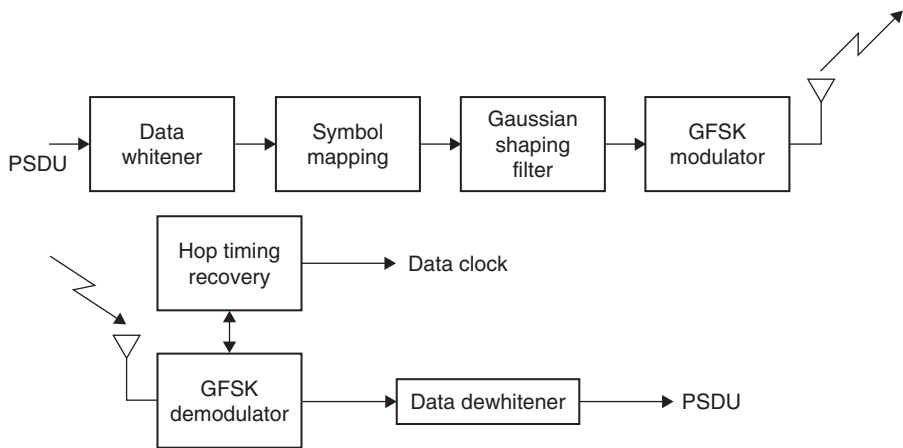 PSDU
Data
whitener
Symbol
mapping
Gaussian
shaping
filter
GFSK
modulator
Hop timing
recovery
Data clock
GFSK
demodulator
Data dewhitener
PSDU